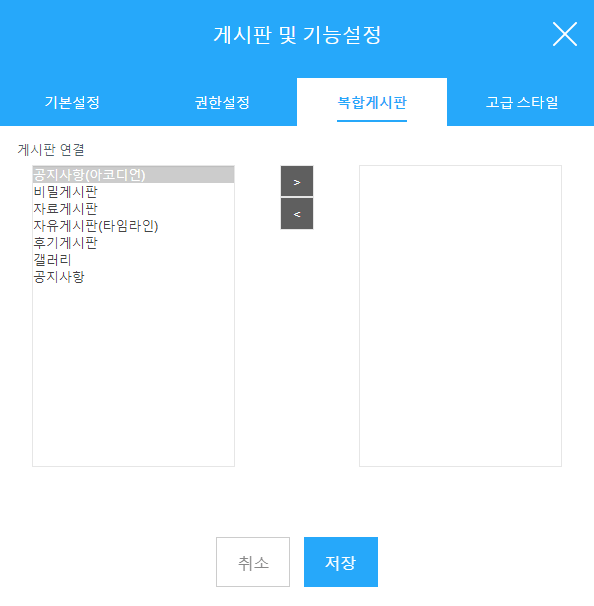 게시판 및 기능설정
기본설정 권한설정 복합게시판 고급 스타일
게시판 연결
공지사항(아코디언)
비밀게시판
자료게시판
자유게시판(타임라인)
후기게시판
갤러리
공지사항
>
<
취소 저장